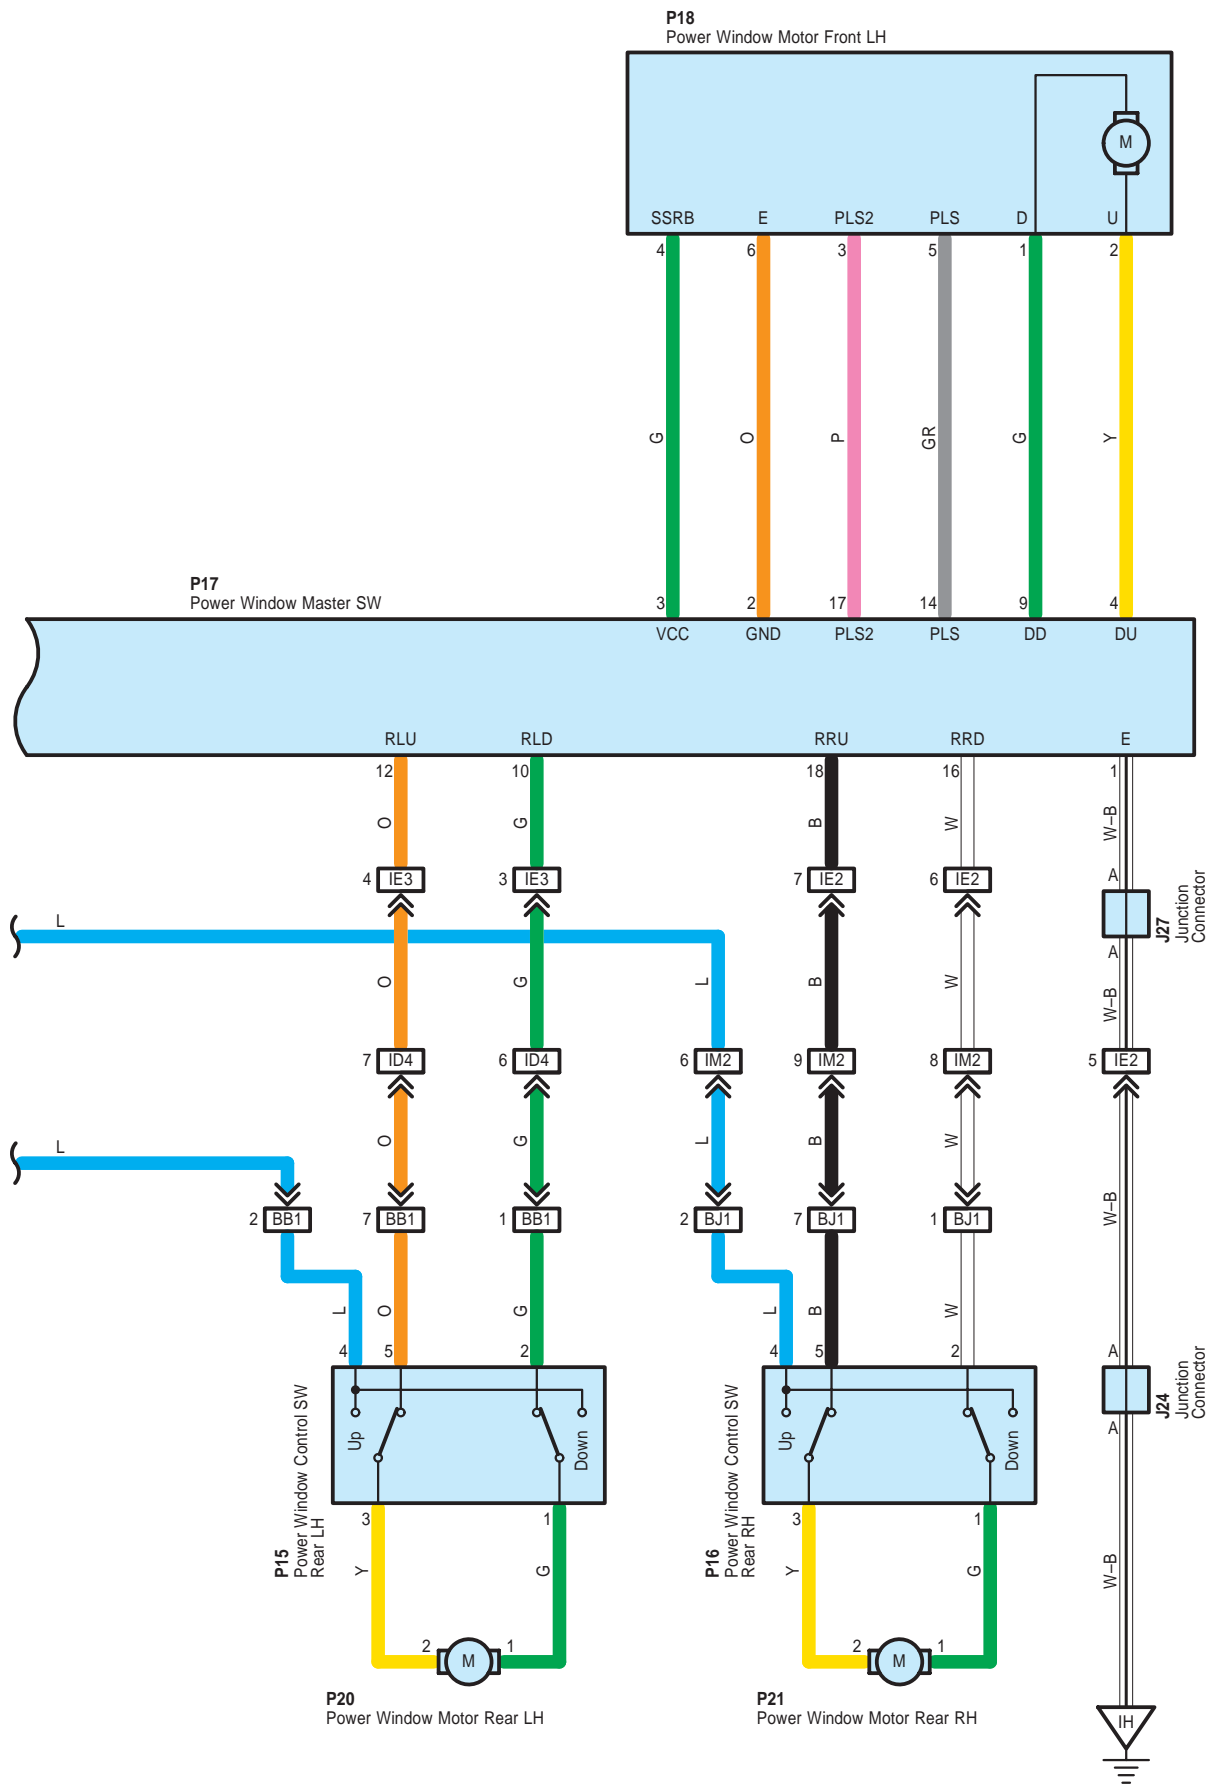 P18
Power Window Motor Front LH
M
SSRB E PLS2 PLS D U
4 6 3 5 1 2
G O P GR G Y
P17
Power Window Master SW
3 2 17 14 9 4
VCC GND PLS2 PLS DD DU
RLU RLD RRU RRD E
12 10 18 16 1
O G B W W–B
4 IE3 3 IE3 7 IE2 6 IE2 A
J27
Junction
Connector
L
A
O G L B W W–B
7 ID4 6 ID4 6 IM2 9 IM2 8 IM2 5 IE2
L O G L B W
2 BB1 7 BB1 1 BB1 2 BJ1 7 BJ1 1 BJ1 W–B
L O G L B W
4 5 2 4 5 2 A
J24
Junction
Connector
Up Down Up Down A
P15
Power Window Control SW
Rear LH
3 1
P16
Power Window Control SW
Rear RH
3 1
Y G Y G W–B
2 M 1 2 M 1
P20
Power Window Motor Rear LH
P21
Power Window Motor Rear RH
IH